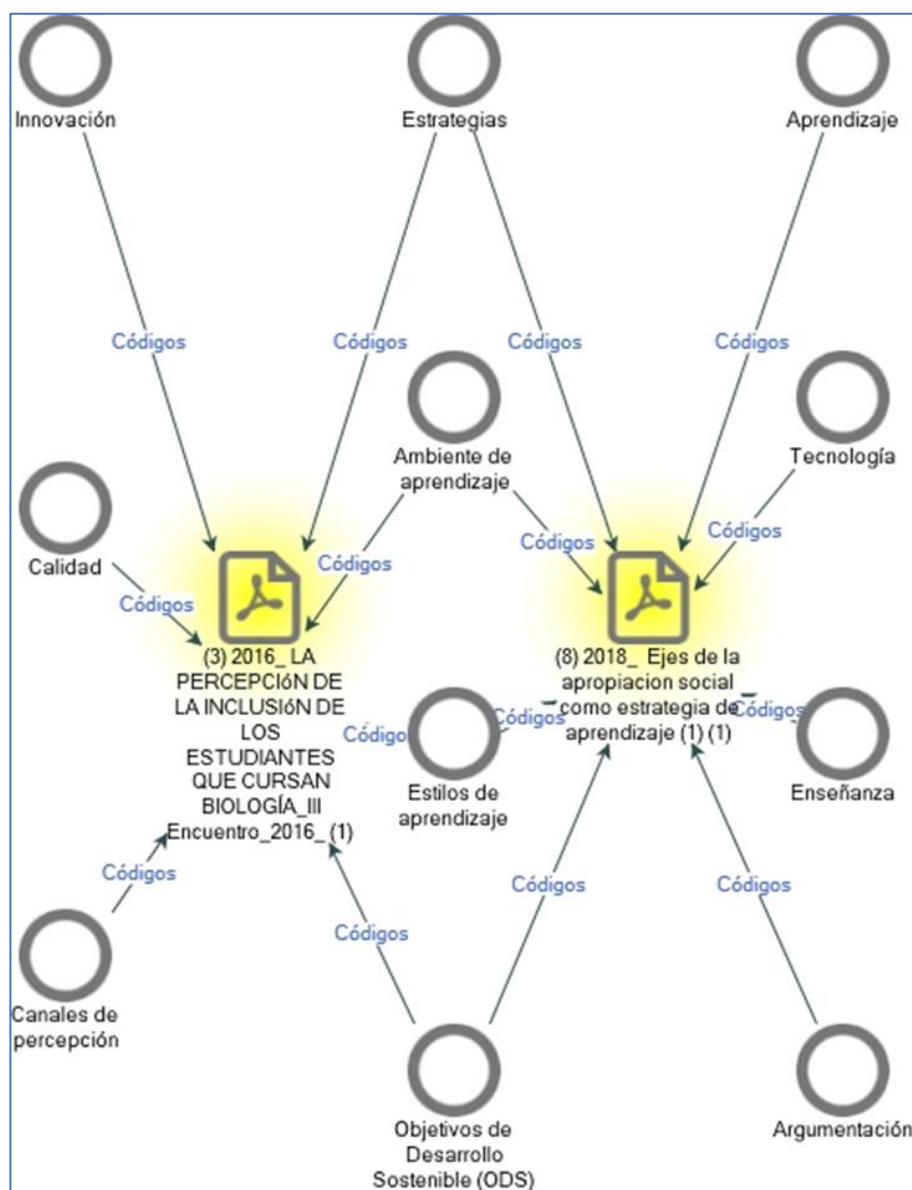 Innovación
Estrategias
Aprendizaje
Códigos
Códigos
Códigos
Códigos
Ambiente de
aprendizaje
Tecnología
Calidad
Códigos
Códigos
Códigos
Códigos
(3) 2016_ LA
PERCEPCIóN DE
LA INCLUSIóN DE
LOS
ESTUDIANTES
QUE CURSAN
BIOLOGÍA_III
Encuentro_2016_ (1)
(8) 2018_ Ejes de la
apropiacion social
como estrategia de
aprendizaje (1) (1)
Código
Códigos
Códigos
Estilos de
aprendizaje
Enseñanza
Códigos
Códigos
Códigos
Códigos
Canales de
percepción
Objetivos de
Desarrollo
Sostenible (ODS)
Argumentación